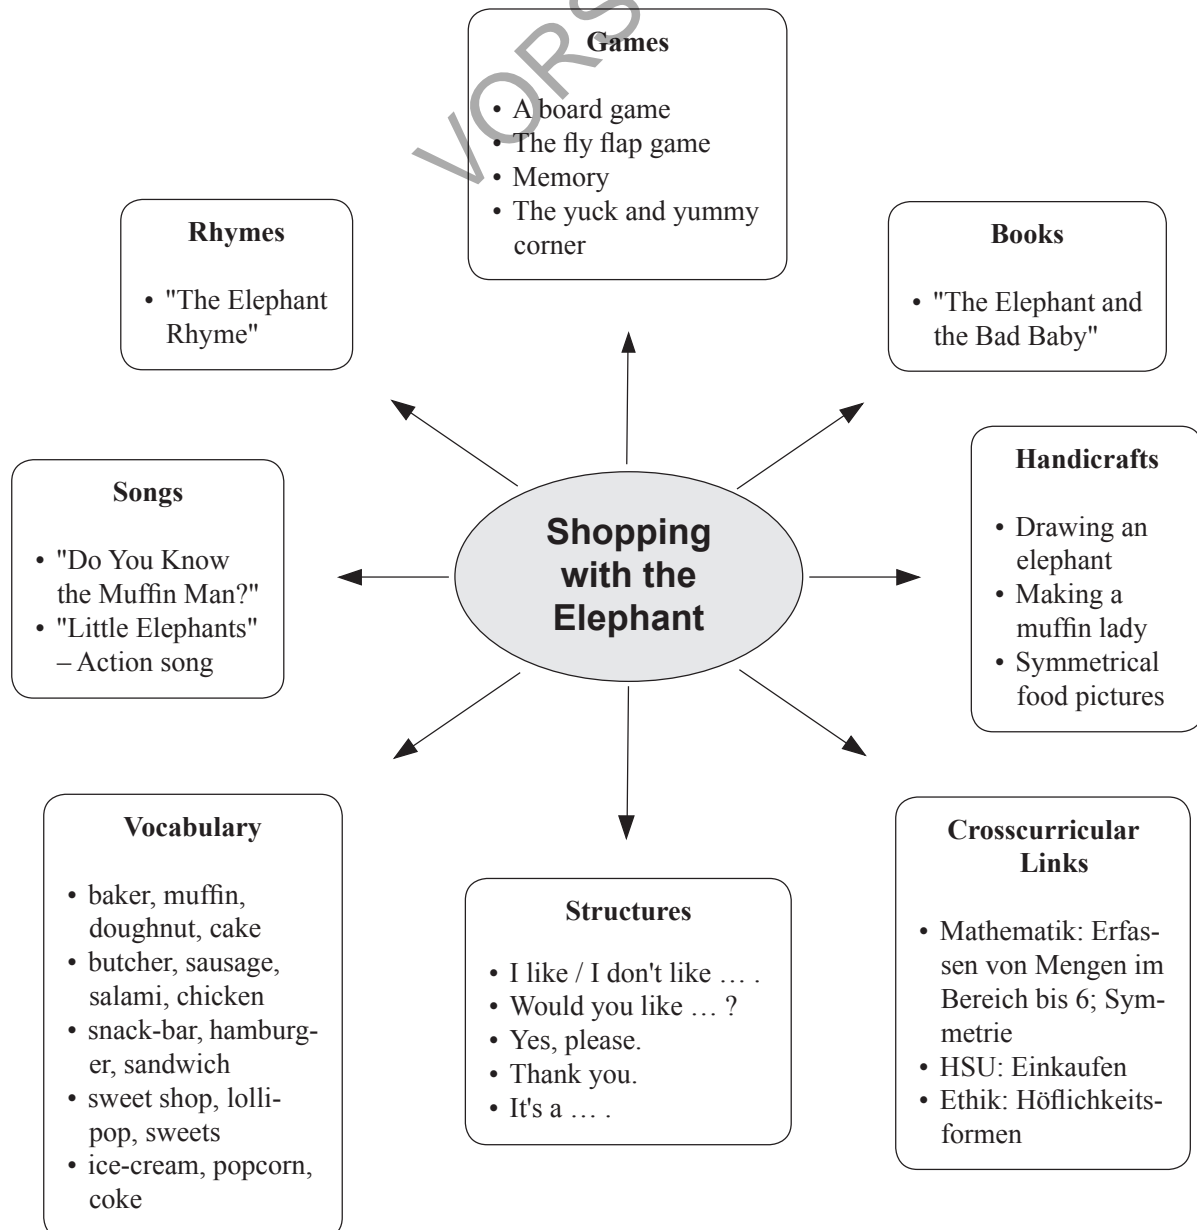 VORS
Games
• A board game
• The fly flap game
• Memory
• The yuck and yummy
corner
Rhymes
• "The Elephant
Rhyme"
Books
• "The Elephant and
the Bad Baby"
Songs
• "Do You Know
the Muffin Man?"
• "Little Elephants"
– Action song
Shopping
with the
Elephant
Handicrafts
• Drawing an
elephant
• Making a
muffin lady
• Symmetrical
food pictures
Vocabulary
• baker, muffin,
doughnut, cake
• butcher, sausage,
salami, chicken
• snack-bar, hamburg-
er, sandwich
• sweet shop, lolli-
pop, sweets
• ice-cream, popcorn,
coke
Structures
• I like / I don't like … .
• Would you like … ?
• Yes, please.
• Thank you.
• It's a … .
Crosscurricular
Links
• Mathematik: Erfas-
sen von Mengen im
Bereich bis 6; Sym-
metrie
• HSU: Einkaufen
• Ethik: Höflichkeits-
formen